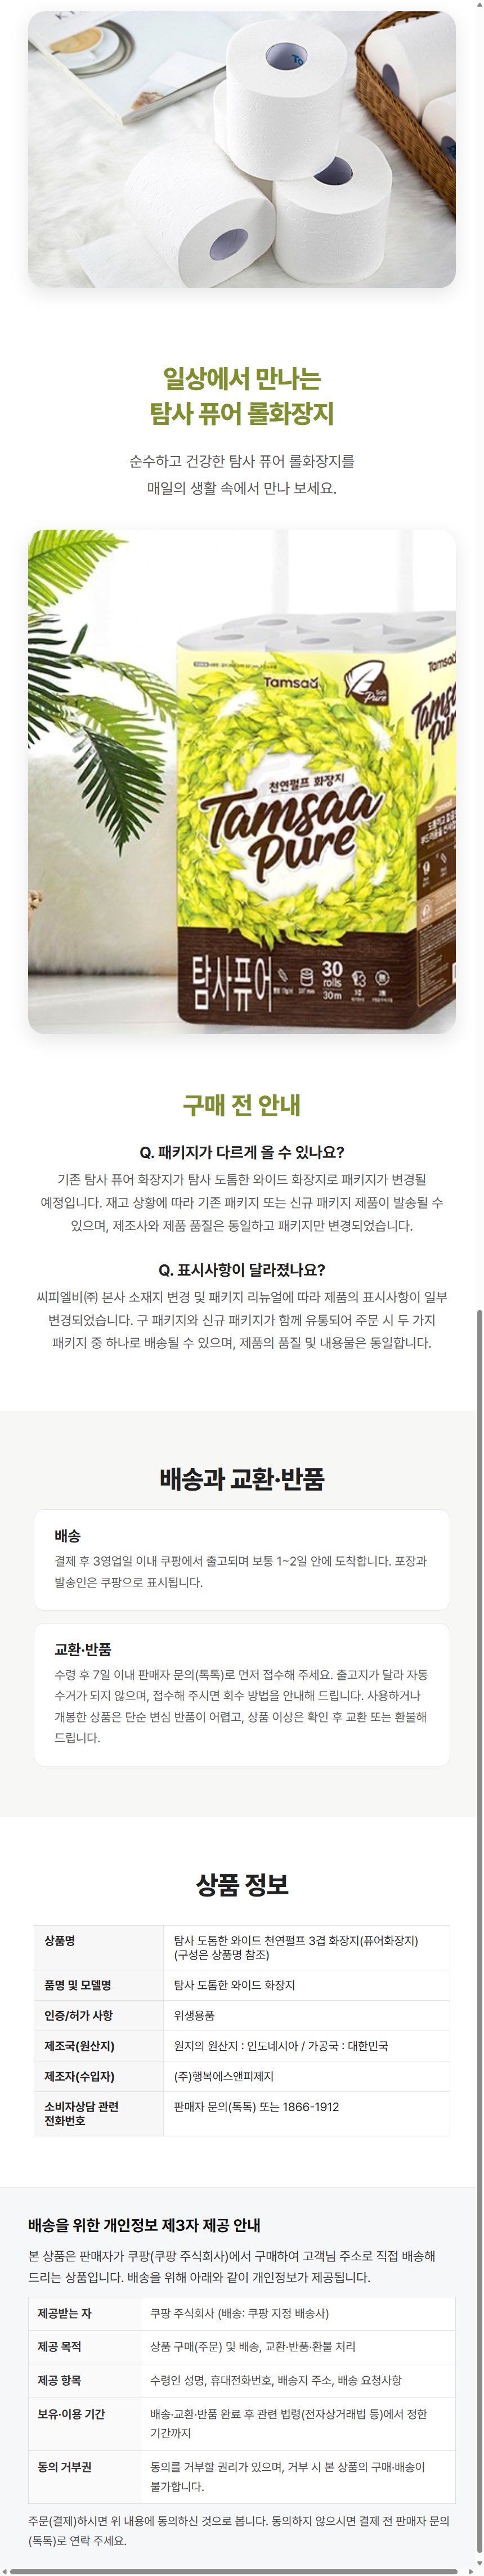 일상에서 만나는
탐사 퓨어 롤화장지
순수하고 건강한 탐사 퓨어 롤화장지를
매일의 생활 속에서 만나 보세요.
Tamsaa
Soft
Pure
천연펄프 화장지
Tamsaa
Pure
탐사퓨어
30
rolls
30m
구매 전 안내
Q. 패키지가 다르게 올 수 있나요?
기존 탐사 퓨어 화장지가 탐사 도톰한 와이드 화장지로 패키지가 변경될
예정입니다. 재고 상황에 따라 기존 패키지 또는 신규 패키지 제품이 발송될 수
있으며, 제조사와 제품 품질은 동일하고 패키지만 변경되었습니다.
Q. 표시사항이 달라졌나요?
씨피엘비㈜ 본사 소재지 변경 및 패키지 리뉴얼에 따라 제품의 표시사항이 일부
변경되었습니다. 구 패키지와 신규 패키지가 함께 유통되어 주문 시 두 가지
패키지 중 하나로 배송될 수 있으며, 제품의 품질 및 내용물은 동일합니다.
배송과 교환·반품
배송
결제 후 3영업일 이내 쿠팡에서 출고되며 보통 1~2일 안에 도착합니다. 포장과
발송인은 쿠팡으로 표시됩니다.
교환·반품
수령 후 7일 이내 판매자 문의(톡톡)로 먼저 접수해 주세요. 출고지가 달라 자동
수거가 되지 않으며, 접수해 주시면 회수 방법을 안내해 드립니다. 사용하거나
개봉한 상품은 단순 변심 반품이 어렵고, 상품 이상은 확인 후 교환 또는 환불해
드립니다.
상품 정보
상품명 탐사 도톰한 와이드 천연펄프 3겹 화장지(퓨어화장지)
(구성은 상품명 참조)
품명 및 모델명 탐사 도톰한 와이드 화장지
인증/허가 사항 위생용품
제조국(원산지) 원지의 원산지 : 인도네시아 / 가공국 : 대한민국
제조자(수입자) (주)행복에스앤피제지
소비자상담 관련 판매자 문의(톡톡) 또는 1866-1912
전화번호
배송을 위한 개인정보 제3자 제공 안내
본 상품은 판매자가 쿠팡(쿠팡 주식회사)에서 구매하여 고객님 주소로 직접 배송해
드리는 상품입니다. 배송을 위해 아래와 같이 개인정보가 제공됩니다.
제공받는 자 쿠팡 주식회사 (배송: 쿠팡 지정 배송사)
제공 목적 상품 구매(주문) 및 배송, 교환·반품·환불 처리
제공 항목 수령인 성명, 휴대전화번호, 배송지 주소, 배송 요청사항
보유·이용 기간 배송·교환·반품 완료 후 관련 법령(전자상거래법 등)에서 정한
기간까지
동의 거부권 동의를 거부할 권리가 있으며, 거부 시 본 상품의 구매·배송이
불가합니다.
주문(결제)하시면 위 내용에 동의하신 것으로 봅니다. 동의하지 않으시면 결제 전 판매자 문의
(톡톡)로 연락 주세요.